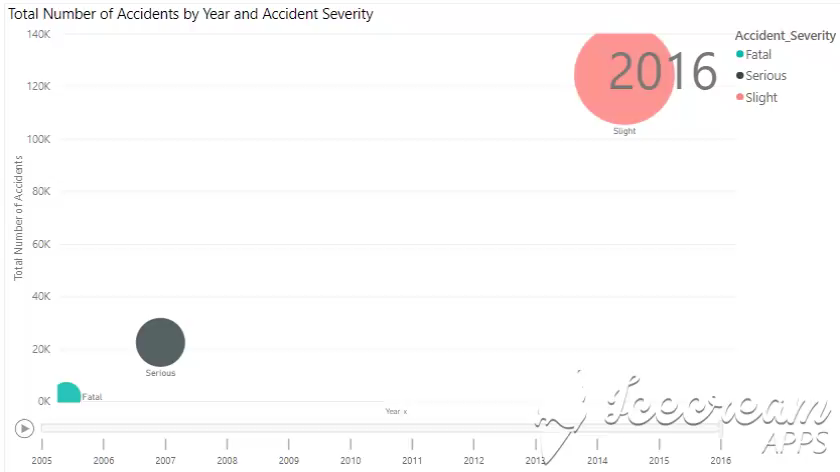 Total Number of Accidents by Year and Accident Severity
140K
120K
100K
80K
60K
40K
20K
0K
Total Number of Accidents
2016
Accident_Severity
Fatal
Serious
Slight
Slight
Serious
Fatal
Year x
2005 2006 2007 2008 2009 2010 2011 2012 2013 2014 2015 2016
Icecream
APPS